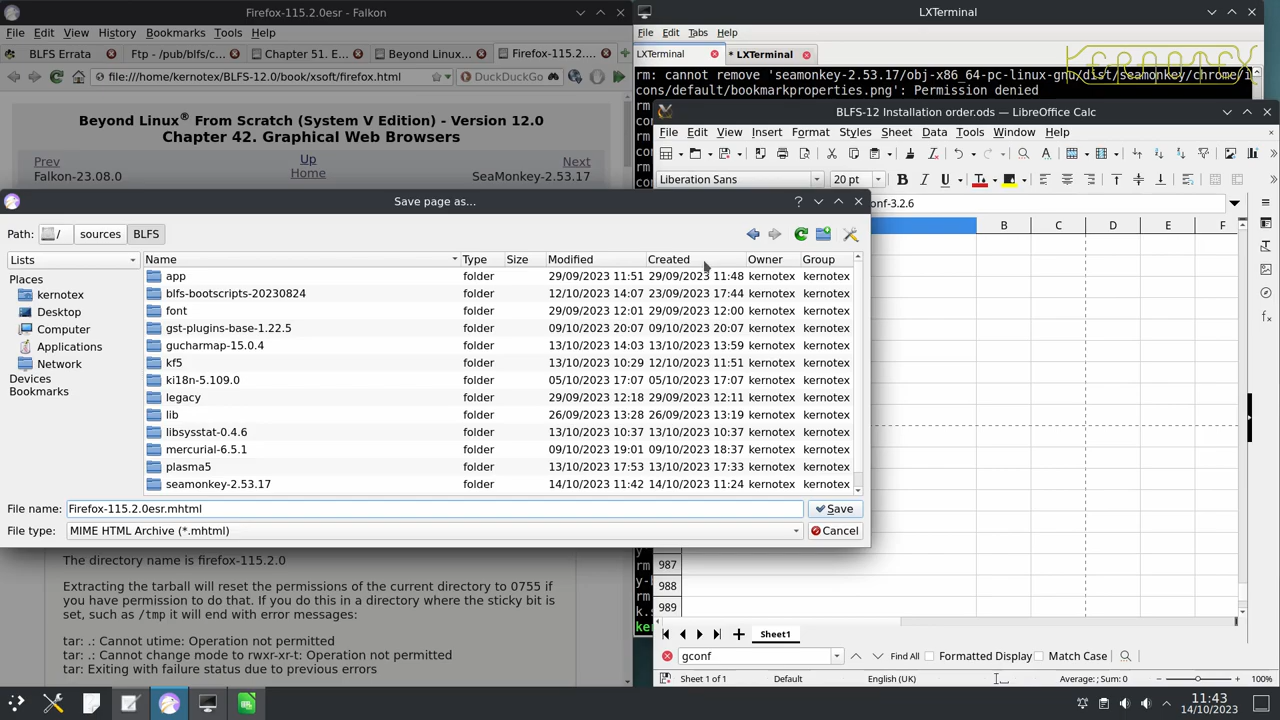 Firefox-115.2.0esr - Falkon
File Edit View History Bookmarks Tools Help
BLFS Errata
Ftp - /pub/blfs/c...
Chapter 51. E...
Beyond Linux...
Firefox-115.2....
file:///home/kernotex/BLFS-12.0/book/xsoft/firefox.html
DuckDuckGo
Beyond Linux® From Scratch (System V Edition) - Version 12.0
Chapter 42. Graphical Web Browsers
Prev Up Next
Falkon-23.08.0 Home SeaMonkey-2.53.17
LXTerminal
File Edit Tabs Help
LXTerminal
* LXTerminal
KERNOTEX
rm: cannot remove 'seamonkey-2.53.17/obj-x86_64-pc-linux-gnu/dist/seamonkey/chrome/i
cons/default/bookmarkproperties.png': Permission denied
rm
con
rm
con
rm
con
rm
BLFS-12 Installation order.ods — LibreOffice Calc
File Edit View Insert Format Styles Sheet Data Tools Window Help
Liberation Sans 20 pt
onf-3.2.6
B C D E F
Save page as...
Path: / sources BLFS
Lists
Places
kernotex
Desktop
Computer
Applications
Network
Devices
Bookmarks
Name Type Size Modified Created Owner Group
app folder 29/09/2023 11:51 29/09/2023 11:48 kernotex kernotex
blfs-bootscripts-20230824 folder 12/10/2023 14:07 23/09/2023 17:44 kernotex kernotex
font folder 29/09/2023 12:01 29/09/2023 12:00 kernotex kernotex
gst-plugins-base-1.22.5 folder 09/10/2023 20:07 09/10/2023 20:07 kernotex kernotex
gucharmap-15.0.4 folder 13/10/2023 14:03 13/10/2023 13:59 kernotex kernotex
kf5 folder 13/10/2023 10:29 12/10/2023 11:51 kernotex kernotex
ki18n-5.109.0 folder 05/10/2023 17:07 05/10/2023 17:07 kernotex kernotex
legacy folder 29/09/2023 12:18 29/09/2023 12:11 kernotex kernotex
lib folder 26/09/2023 13:28 26/09/2023 13:19 kernotex kernotex
libsysstat-0.4.6 folder 13/10/2023 10:37 13/10/2023 10:37 kernotex kernotex
mercurial-6.5.1 folder 09/10/2023 19:01 09/10/2023 18:37 kernotex kernotex
plasma5 folder 13/10/2023 17:53 13/10/2023 17:33 kernotex kernotex
seamonkey-2.53.17 folder 14/10/2023 11:42 14/10/2023 11:24 kernotex kernotex
File name: Firefox-115.2.0esr.mhtml Save
File type: MIME HTML Archive (*.mhtml) Cancel
The directory name is firefox-115.2.0
Extracting the tarball will reset the permissions of the current directory to 0755 if
you have permission to do that. If you do this in a directory where the sticky bit is
set, such as /tmp it will end with error messages:
tar: .: Cannot utime: Operation not permitted
tar: .: Cannot change mode to rwxr-xr-t: Operation not permitted
tar: Exiting with failure status due to previous errors
987
988
989
Sheet1
gconf
Find All Formatted Display Match Case
Sheet 1 of 1 Default English (UK) Average: ; Sum: 0 100%
11:43
14/10/2023